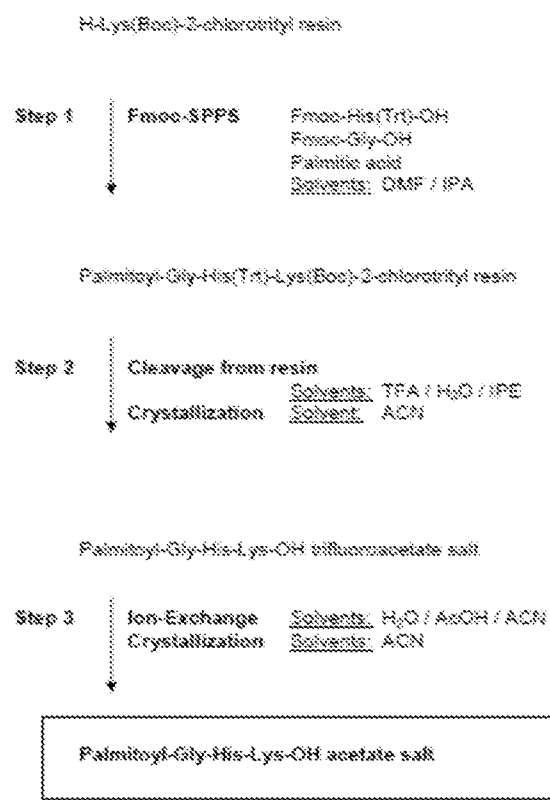 H-Lys(Boc)-2-chlorotrityl resin
Step 1 Fmoc-SPPS Fmoc-His(Trt)-OH
Fmoc-Gly-OH
Palmitic acid
Solvents: DMF / IPA
Palmitoyl-Gly-His(Trt)-Lys(Boc)-2-chlorotrityl resin
Step 2 Cleavage from resin
Solvents: TFA / H₂O / IPE
Crystallization Solvent: ACN
Palmitoyl-Gly-His-Lys-OH trifluoroacetate salt
Step 3 Ion-Exchange Solvents: H₂O / AcOH / ACN
Crystallization Solvents: ACN
Palmitoyl-Gly-His-Lys-OH acetate salt